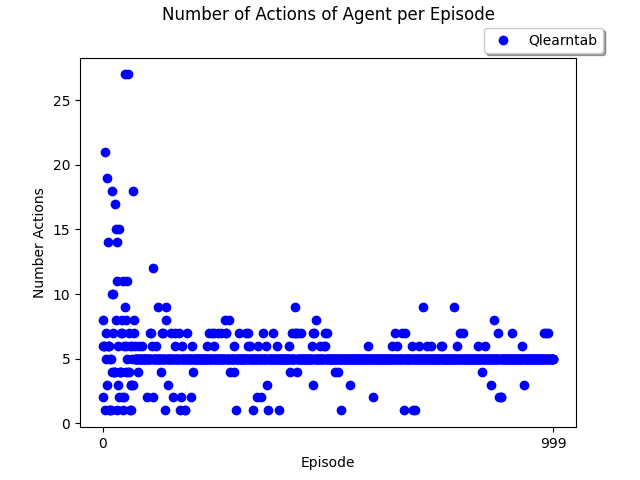 Number of Actions of Agent per Episode
Qlearntab
25
20
15
10
5
0
Number Actions
0 999
Episode